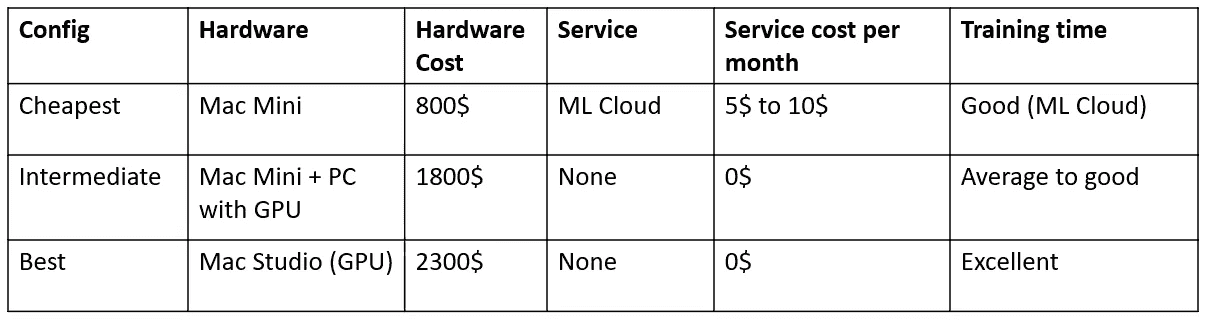 Config Hardware Hardware Cost Service Service cost per month Training time
Cheapest Mac Mini 800$ ML Cloud 5$ to 10$ Good (ML Cloud)
Intermediate Mac Mini + PC with GPU 1800$ None 0$ Average to good
Best Mac Studio (GPU) 2300$ None 0$ Excellent